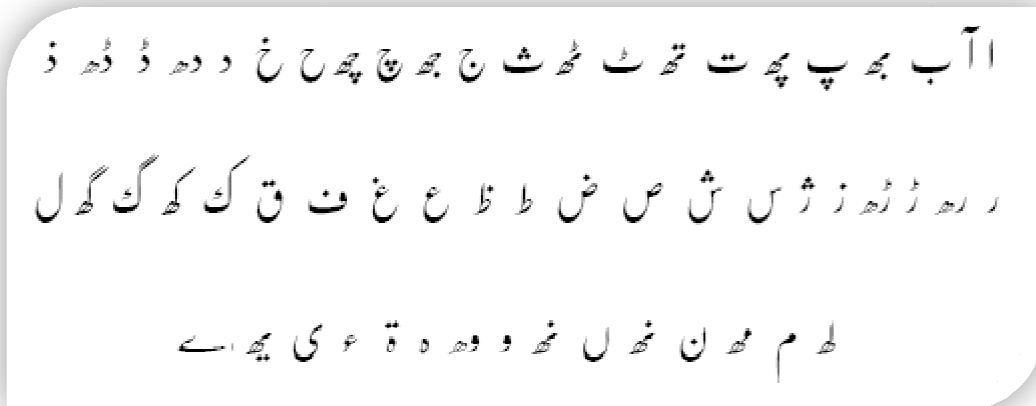 ا آ ب بھ پ پھ ت تھ ٹ ٹھ ث ج جھ چ چھ ح خ د دھ ڈ ڈھ ذ
ر رھ ڑ ڑھ ز ژ س ش ص ض ط ظ ع غ ف ق ک کھ گ گھ ل
لھ م مھ ن نھ ں نھ و وھ ہ ۃ ء ی یھ ے